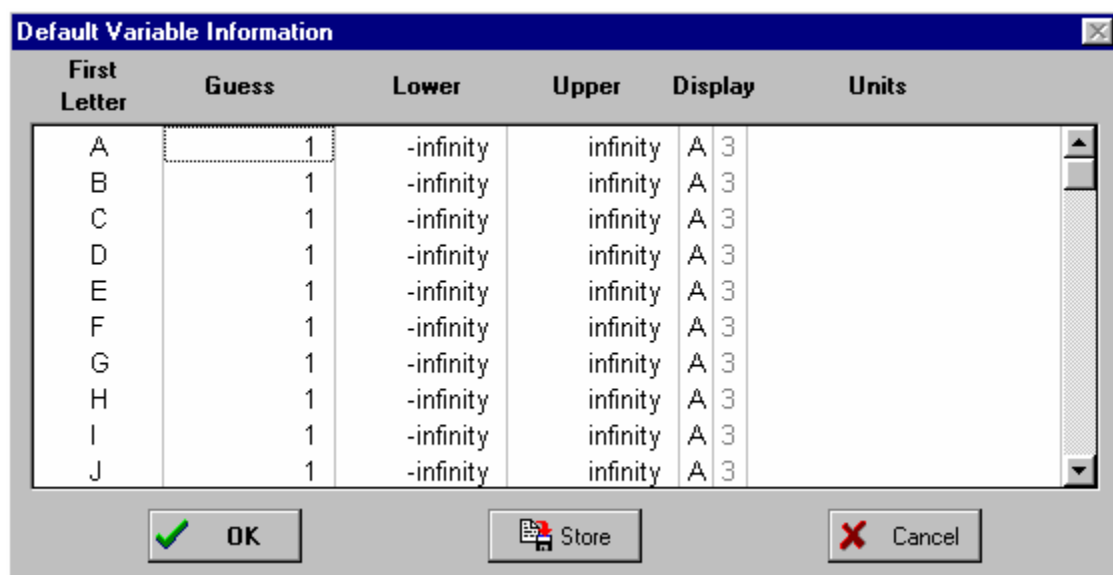 Default Variable Information
First Letter Guess Lower Upper Display Units
A 1 -infinity infinity A 3
B 1 -infinity infinity A 3
C 1 -infinity infinity A 3
D 1 -infinity infinity A 3
E 1 -infinity infinity A 3
F 1 -infinity infinity A 3
G 1 -infinity infinity A 3
H 1 -infinity infinity A 3
I 1 -infinity infinity A 3
J 1 -infinity infinity A 3
OK Store Cancel